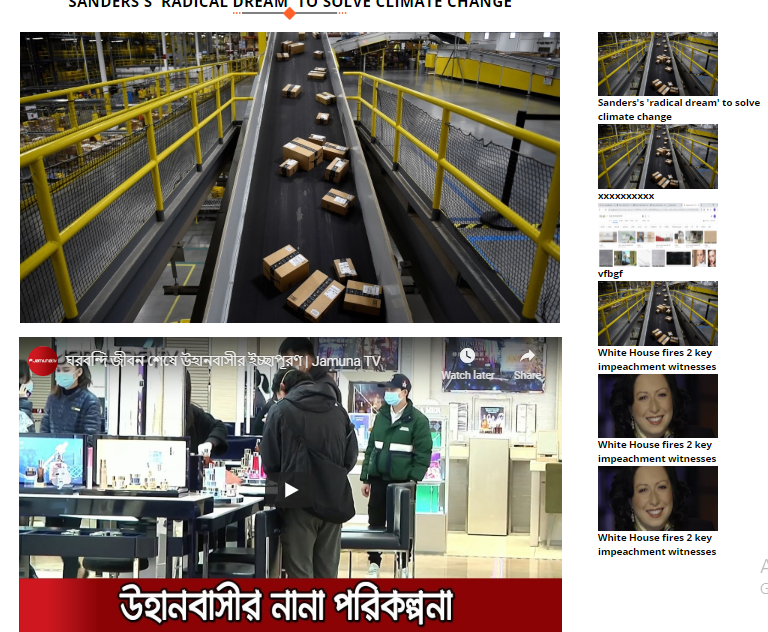 SANDERS'S 'RADICAL DREAM' TO SOLVE CLIMATE CHANGE
Sanders's 'radical dream' to solve
climate change
xxxxxxxxxx
vfbgf
White House fires 2 key
impeachment witnesses
White House fires 2 key
impeachment witnesses
White House fires 2 key
impeachment witnesses
ঘরবন্দি জীবন শেষে উহানবাসীর ইচ্ছাপূরণ | Jamuna TV
Watch later
Share
উহানবাসীর নানা পরিকল্পনা